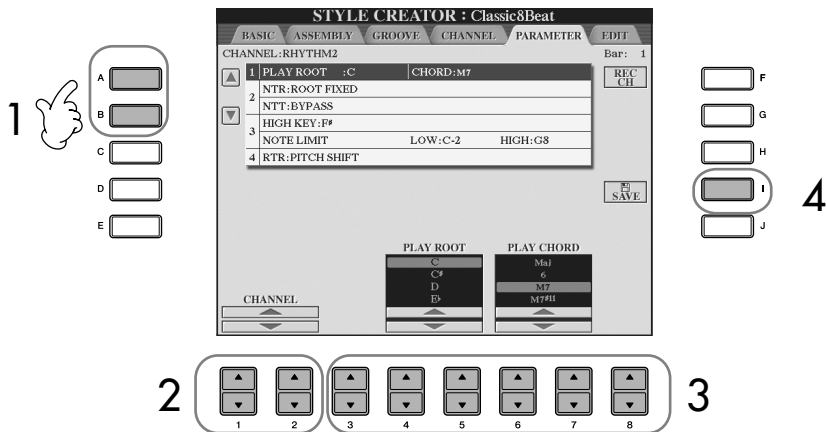 STYLE CREATOR : Classic8Beat
BASIC ASSEMBLY GROOVE CHANNEL PARAMETER EDIT
CHANNEL:RHYTHM2 Bar: 1
1 PLAY ROOT :C CHORD:M7
REC CH
2 NTR:ROOT FIXED
NTT:BYPASS
3 HIGH KEY:F♯
NOTE LIMIT LOW:C-2 HIGH:G8
4 RTR:PITCH SHIFT
SAVE
PLAY ROOT PLAY CHORD
C Maj
C♯ 6
D M7
E♭ M7♯11
CHANNEL
A
B
C
D
E
F
G
H
I
J
1
4
2
3
1 2 3 4 5 6 7 8